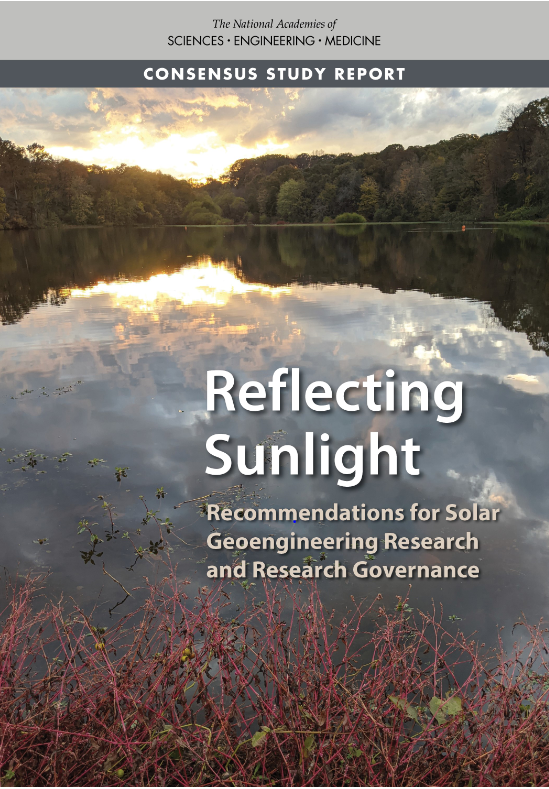 The National Academies of
SCIENCES · ENGINEERING · MEDICINE
CONSENSUS STUDY REPORT
Reflecting
Sunlight
Recommendations for Solar
Geoengineering Research
and Research Governance